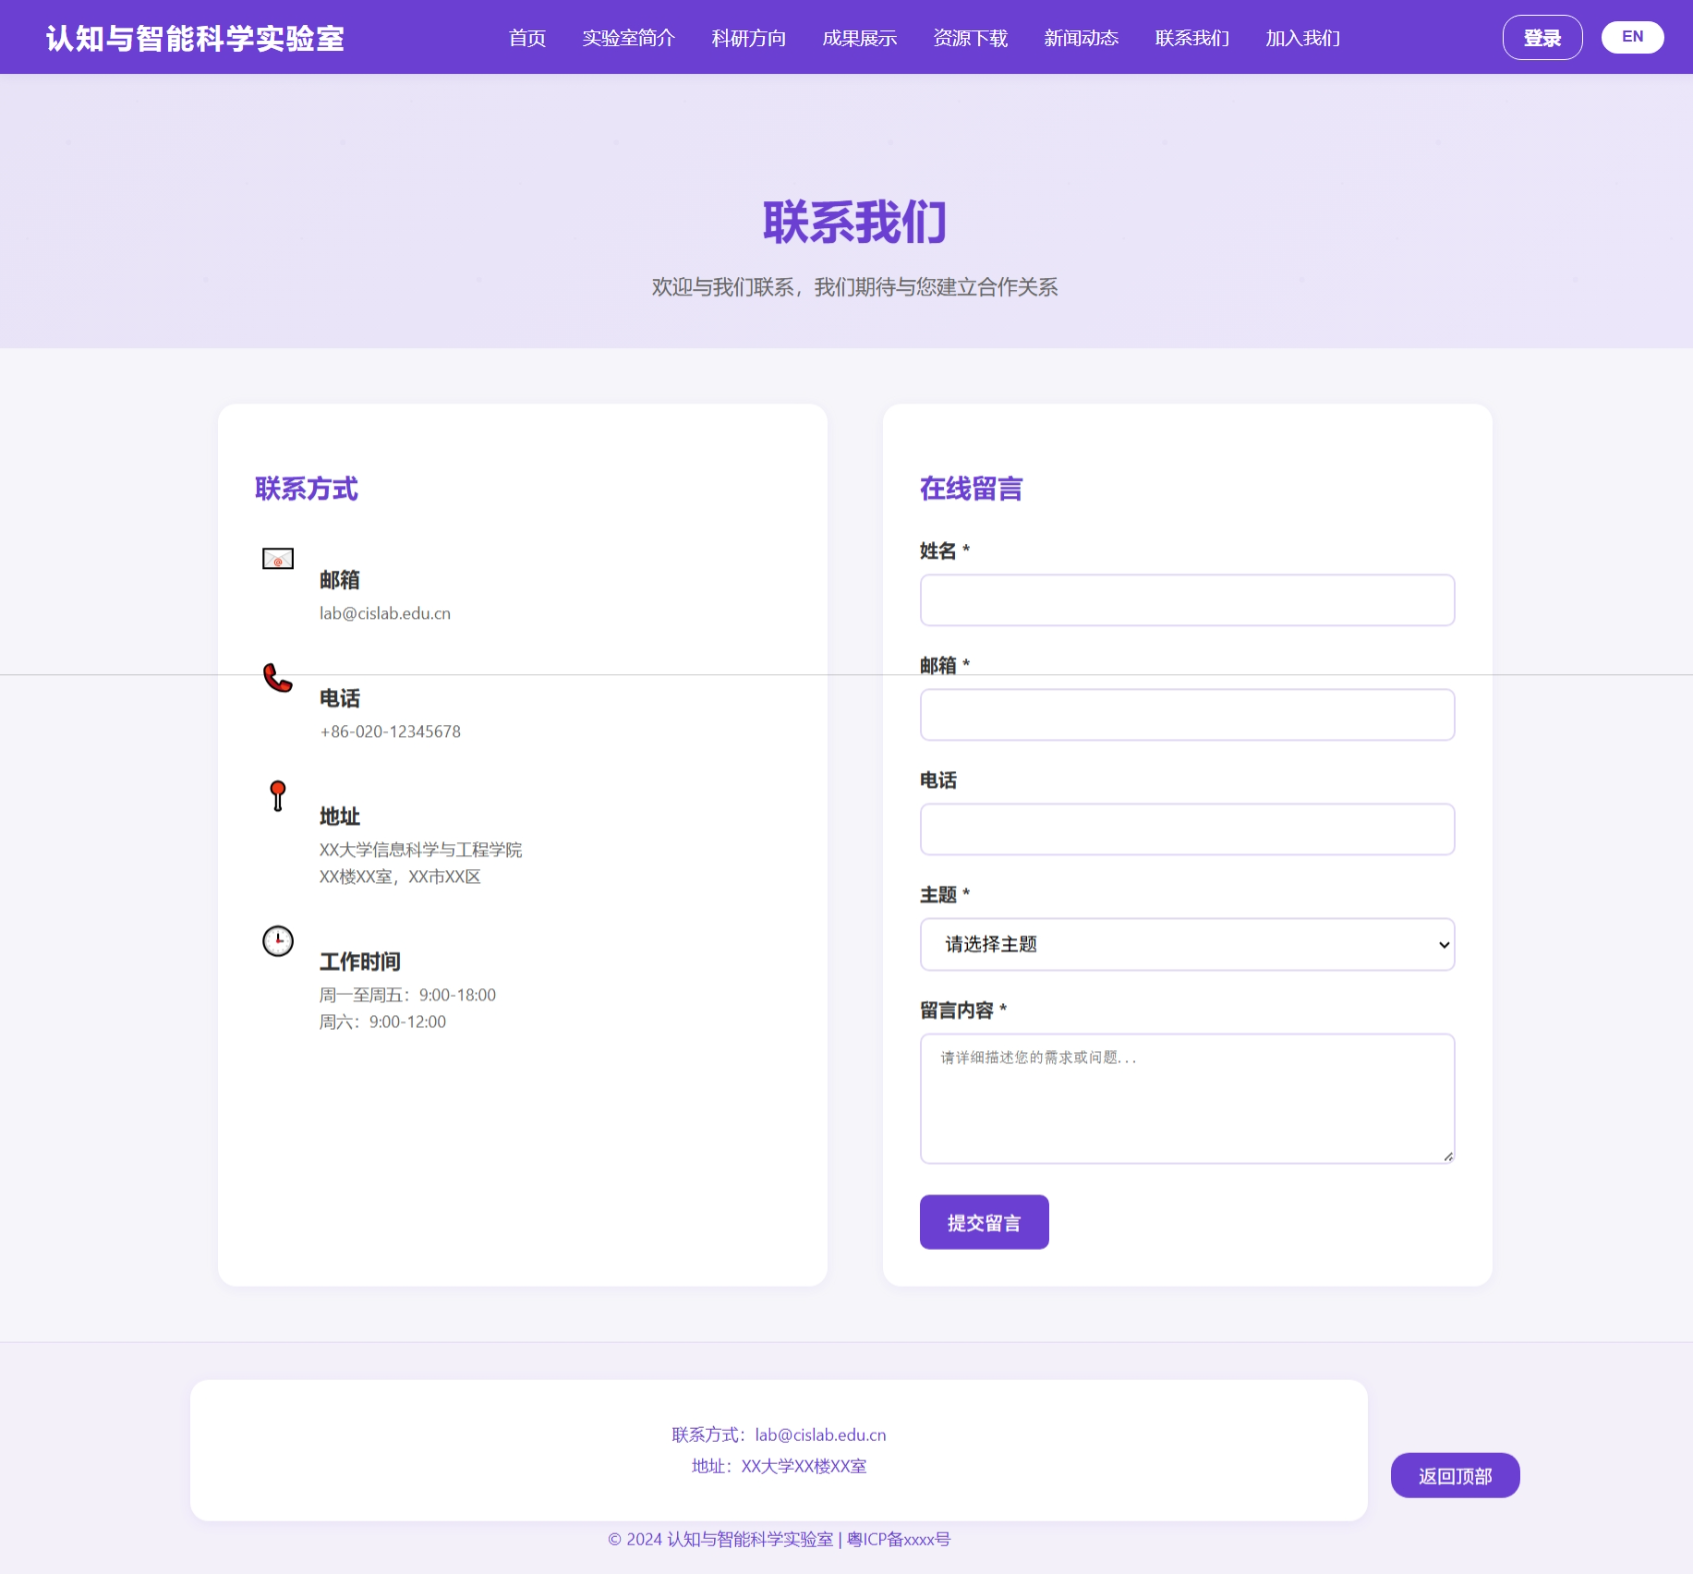 认知与智能科学实验室
首页 实验室简介 科研方向 成果展示 资源下载 新闻动态 联系我们 加入我们
登录
EN
联系我们
欢迎与我们联系，我们期待与您建立合作关系
联系方式
邮箱
lab@cislab.edu.cn
电话
+86-020-12345678
地址
XX大学信息科学与工程学院
XX楼XX室，XX市XX区
工作时间
周一至周五：9:00-18:00
周六：9:00-12:00
在线留言
姓名 *
邮箱 *
电话
主题 *
请选择主题
留言内容 *
请详细描述您的需求或问题...
提交留言
联系方式：lab@cislab.edu.cn
地址：XX大学XX楼XX室
返回顶部
© 2024 认知与智能科学实验室 | 粤ICP备xxxx号